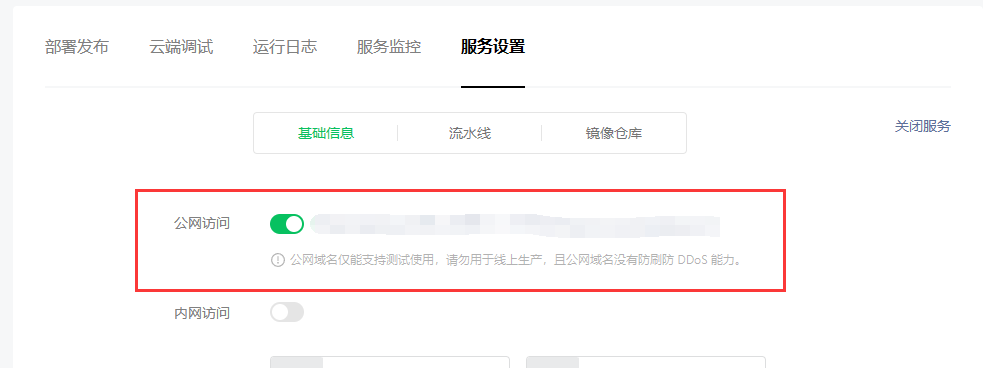 部署发布 云端调试 运行日志 服务监控 服务设置
基础信息 流水线 镜像仓库 关闭服务
公网访问
公网域名仅能支持测试使用，请勿用于线上生产，且公网域名没有防刷防 DDoS 能力。
内网访问